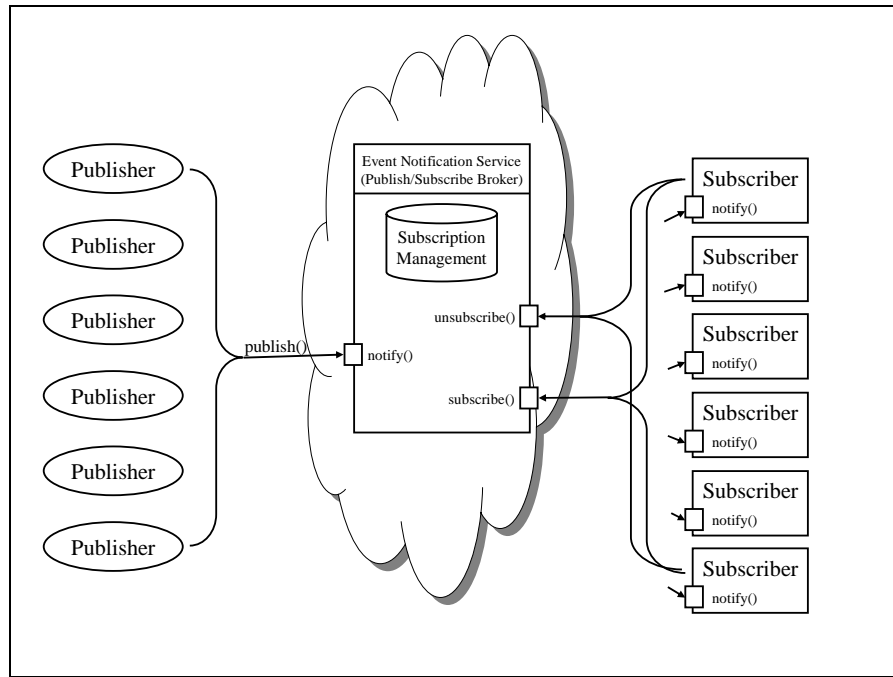 Publisher
Publisher
Publisher
Publisher
Publisher
Publisher
publish()
Event Notification Service
(Publish/Subscribe Broker)
Subscription
Management
unsubscribe()
notify()
subscribe()
Subscriber
notify()
Subscriber
notify()
Subscriber
notify()
Subscriber
notify()
Subscriber
notify()
Subscriber
notify()